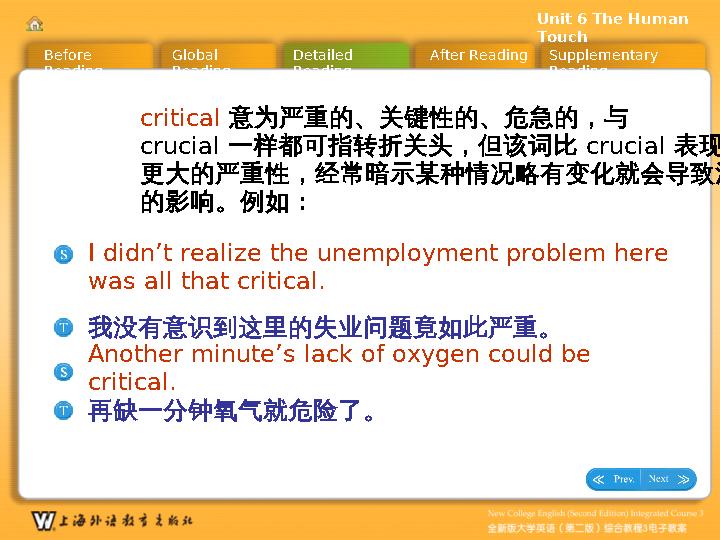 Unit 6 The Human
Touch
Before
Reading
Global
Reading
Detailed
Reading
After Reading
Supplementary
Reading
critical 意为严重的、关键性的、危急的，与
crucial 一样都可指转折关头，但该词比 crucial 表现
更大的严重性，经常暗示某种情况略有变化就会导致
的影响。例如：
S I didn’t realize the unemployment problem here
was all that critical.
T 我没有意识到这里的失业问题竟如此严重。
S Another minute’s lack of oxygen could be
critical.
T 再缺一分钟氧气就危险了。
Prev. Next
上海外语教育出版社
New College English (Second Edition) Integrated Course 3
全新版大学英语（第二版）综合教程3电子教案